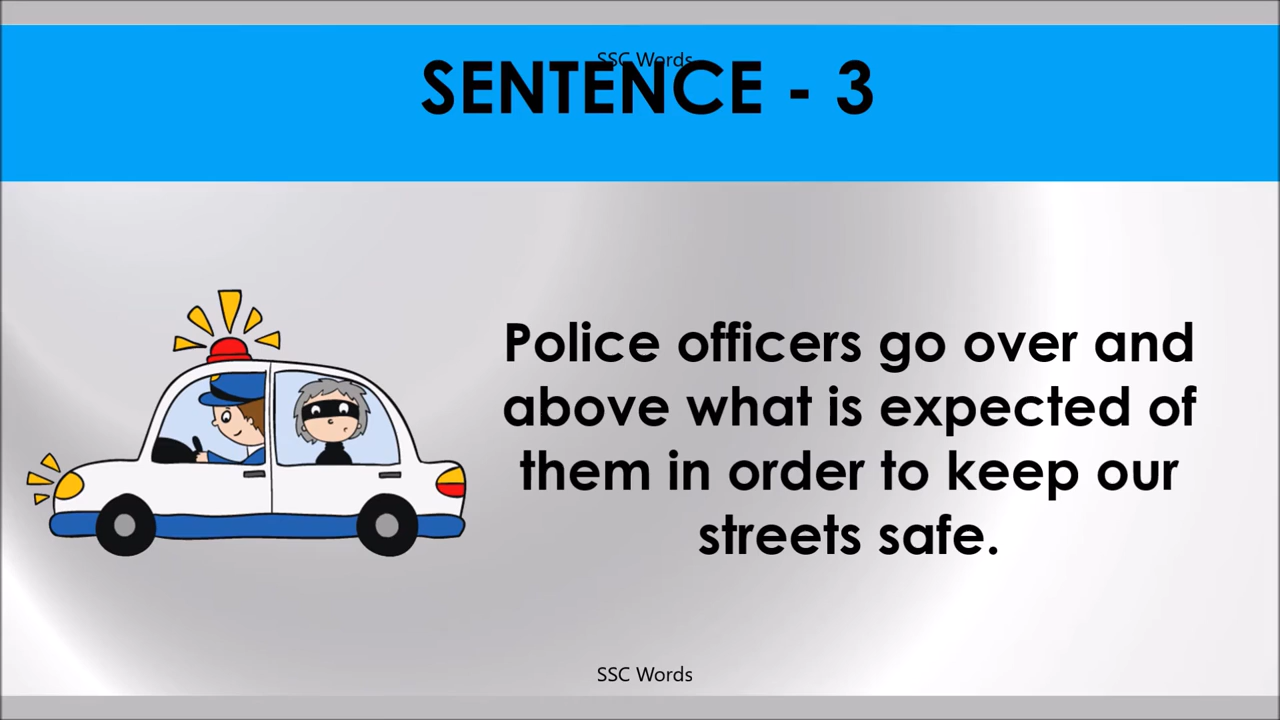 SSC Words
SENTENCE - 3
Police officers go over and
above what is expected of
them in order to keep our
streets safe.
SSC Words